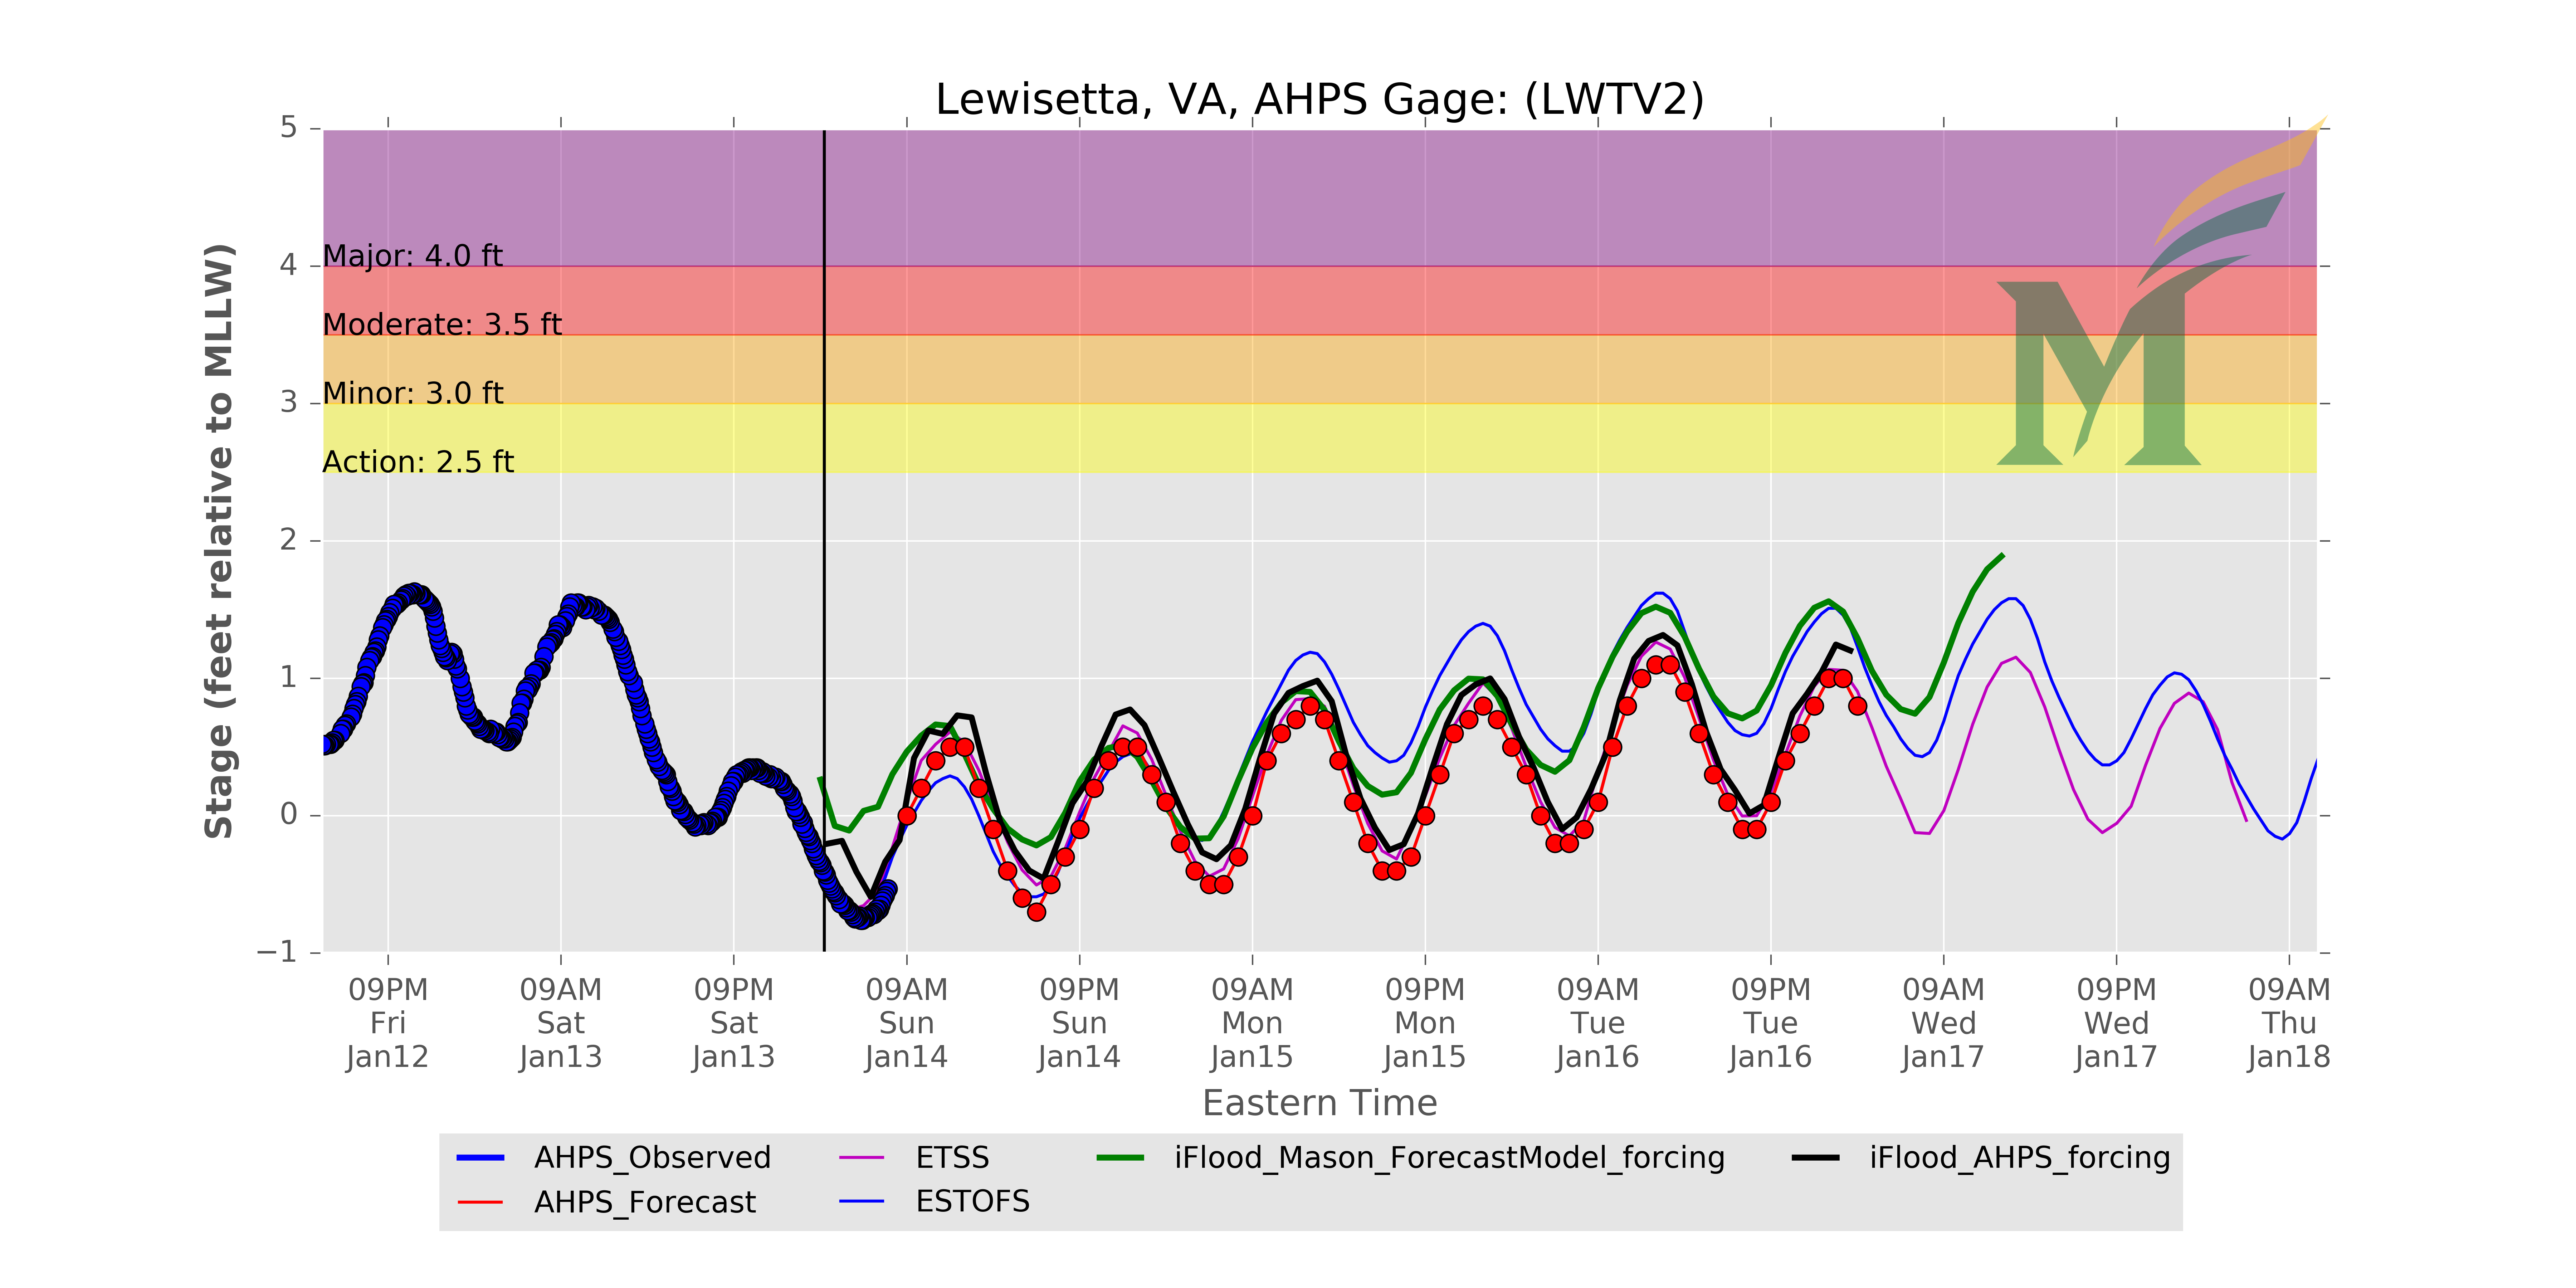 Lewisetta, VA, AHPS Gage: (LWTV2)
Stage (feet relative to MLLW)
5
4
3
2
1
0
−1
Major: 4.0 ft
Moderate: 3.5 ft
Minor: 3.0 ft
Action: 2.5 ft
09PM 09AM 09PM 09AM 09PM 09AM 09PM 09AM 09PM 09AM 09PM 09AM
Fri Sat Sat Sun Sun Mon Mon Tue Tue Wed Wed Thu
Jan12 Jan13 Jan13 Jan14 Jan14 Jan15 Jan15 Jan16 Jan16 Jan17 Jan17 Jan18
Eastern Time
AHPS_Observed ETSS iFlood_Mason_ForecastModel_forcing iFlood_AHPS_forcing
AHPS_Forecast ESTOFS
M